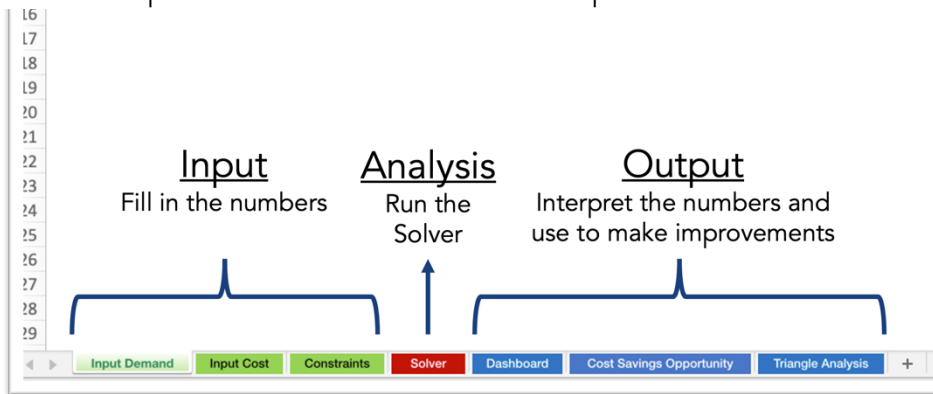 16
17
18
19
20
21
22
23
24
25
26
27
28
29
Input
Fill in the numbers
Analysis
Run the
Solver
Output
Interpret the numbers and
use to make improvements
Input Demand Input Cost Constraints Solver Dashboard Cost Savings Opportunity Triangle Analysis +